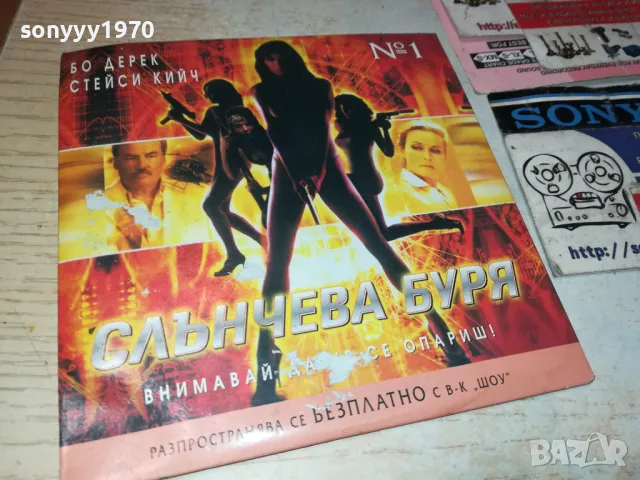 sonyyy1970
БО ДЕРЕК
СТЕЙСИ КИЙЧ
№1
СЛЪНЧЕВА БУРЯ
ВНИМАВАЙ ДА СЕ ОПАРИШ!
РАЗПРОСТРАНЯВА СЕ БЕЗПЛАТНО С В-К „ШОУ"
http://
SONY
http://s
BAZAR